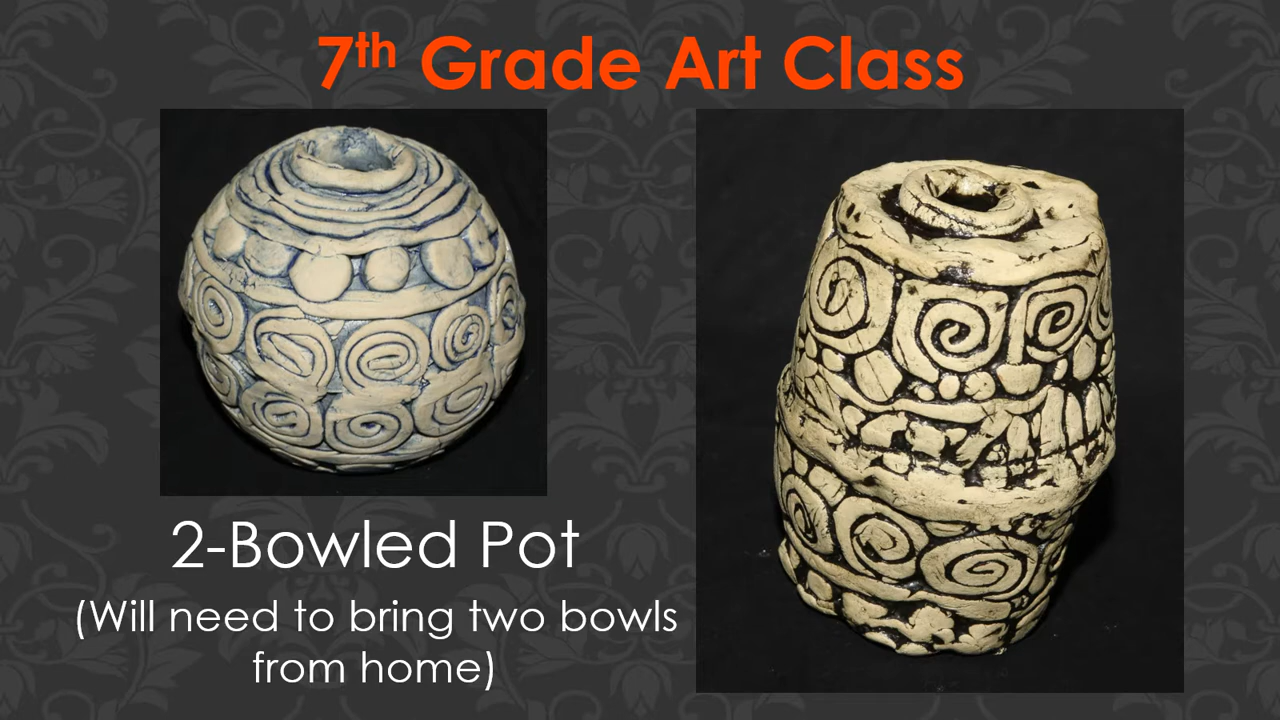 7th Grade Art Class
2-Bowled Pot
(Will need to bring two bowls
from home)